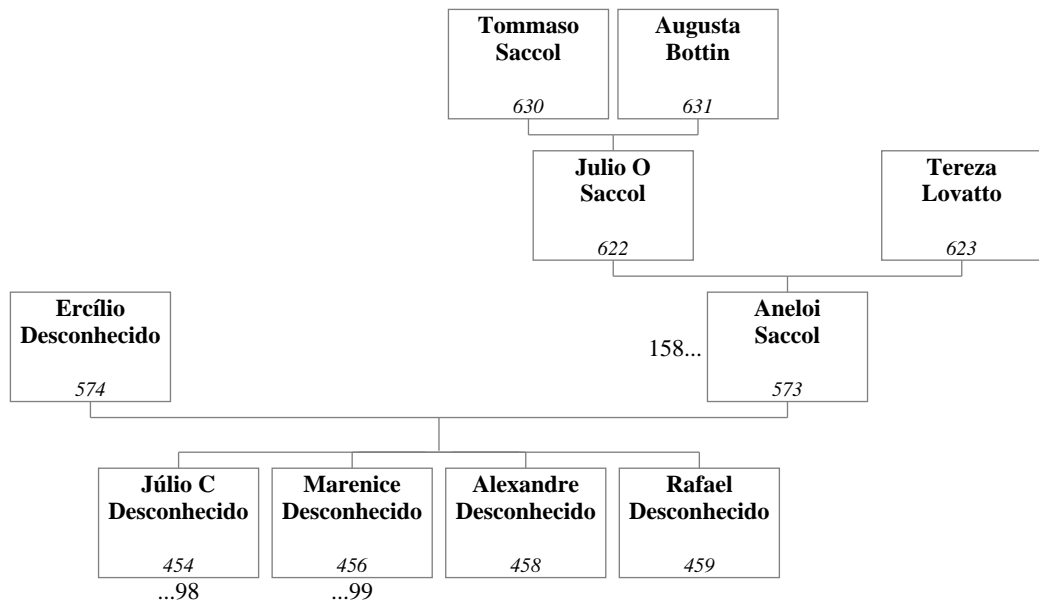 Tommaso
Saccol
630
Augusta
Bottin
631
Julio O
Saccol
622
Tereza
Lovatto
623
Ercílio
Desconhecido
574
158...
Aneloi
Saccol
573
Júlio C
Desconhecido
454
...98
Marenice
Desconhecido
456
...99
Alexandre
Desconhecido
458
Rafael
Desconhecido
459